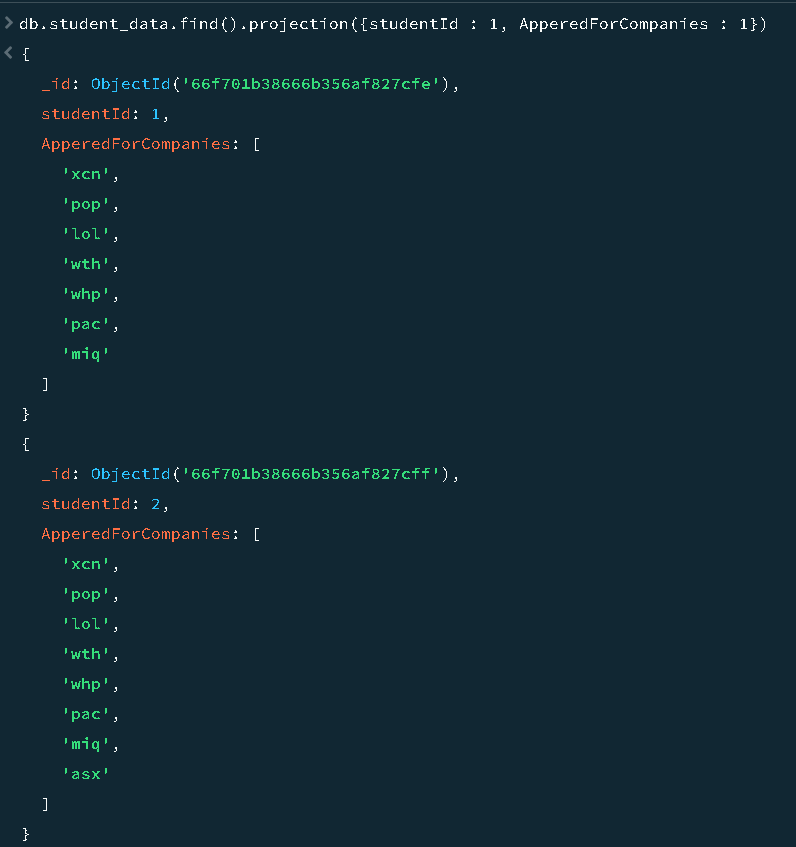 > db.student_data.find().projection({studentId : 1, ApperedForCompanies : 1})
< {
_id: ObjectId('66f701b38666b356af827cfe'),
studentId: 1,
ApperedForCompanies: [
'xcn',
'pop',
'lol',
'wth',
'whp',
'pac',
'miq'
]
}
{
_id: ObjectId('66f701b38666b356af827cff'),
studentId: 2,
ApperedForCompanies: [
'xcn',
'pop',
'lol',
'wth',
'whp',
'pac',
'miq',
'asx'
]
}